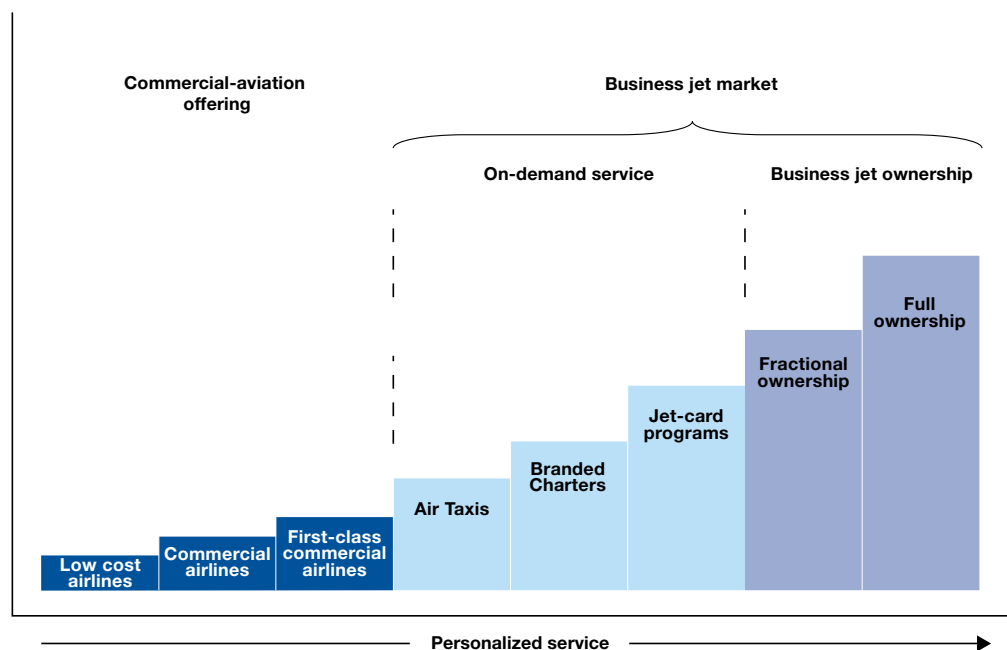 Commercial-aviation
offering
Business jet market
On-demand service
Business jet ownership
Low cost
airlines
Commercial
airlines
First-class
commercial
airlines
Air Taxis
Branded
Charters
Jet-card
programs
Fractional
ownership
Full
ownership
Personalized service